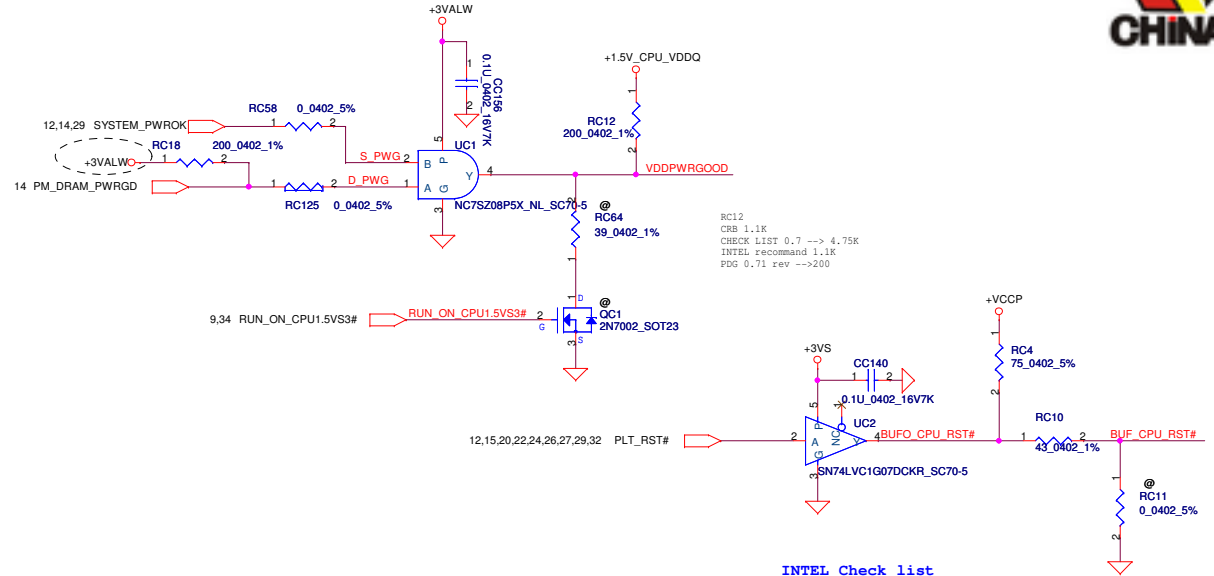 +3VALW
CHINA
0.1U_0402_16V7K
CC156
1
2
+1.5V_CPU_VDDQ
RC58 0_0402_5%
12,14,29 SYSTEM_PWROK
1 2
RC18 200_0402_1%
+3VALW
1 2
14 PM_DRAM_PWRGD
1 2
RC125 0_0402_5%
S_PWG 2
D_PWG 1
5
UC1
B P
A G Y
4
3
NC7SZ08P5X_NL_SC70-5
1
RC12
200_0402_1%
2
VDDPWRGOOD
2
@
RC64
39_0402_1%
1
RC12
CRB 1.1K
CHECK LIST 0.7 --> 4.75K
INTEL recommand 1.1K
PDG 0.71 rev -->200
9,34 RUN_ON_CPU1.5VS3#
RUN_ON_CPU1.5VS3# 2
G
1
D
@
QC1
2N7002_SOT23
3
S
+VCCP
1
RC4
75_0402_5%
2
+3VS
CC140
1 2
0.1U_0402_16V7K
5
1
UC2
12,15,20,22,24,26,27,29,32 PLT_RST#
2
A P NC Y
G
4
3
BUFO_CPU_RST#
SN74LVC1G07DCKR_SC70-5
RC10
1 2
43_0402_1%
BUF_CPU_RST#
1
@
RC11
0_0402_5%
2
INTEL Check list